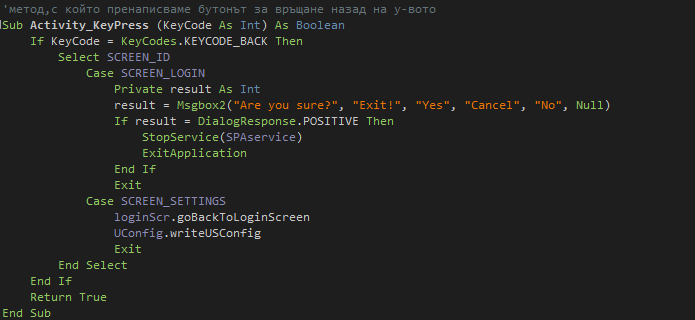 'метод,с който пренаписваме бутонът за връщане назад на у-вото
Sub Activity_KeyPress (KeyCode As Int) As Boolean
If KeyCode = KeyCodes.KEYCODE_BACK Then
Select SCREEN_ID
Case SCREEN_LOGIN
Private result As Int
result = Msgbox2("Are you sure?", "Exit!", "Yes", "Cancel", "No", Null)
If result = DialogResponse.POSITIVE Then
StopService(SPAservice)
ExitApplication
End If
Exit
Case SCREEN_SETTINGS
loginScr.goBackToLoginScreen
UConfig.writeUSConfig
Exit
End Select
End If
Return True
End Sub